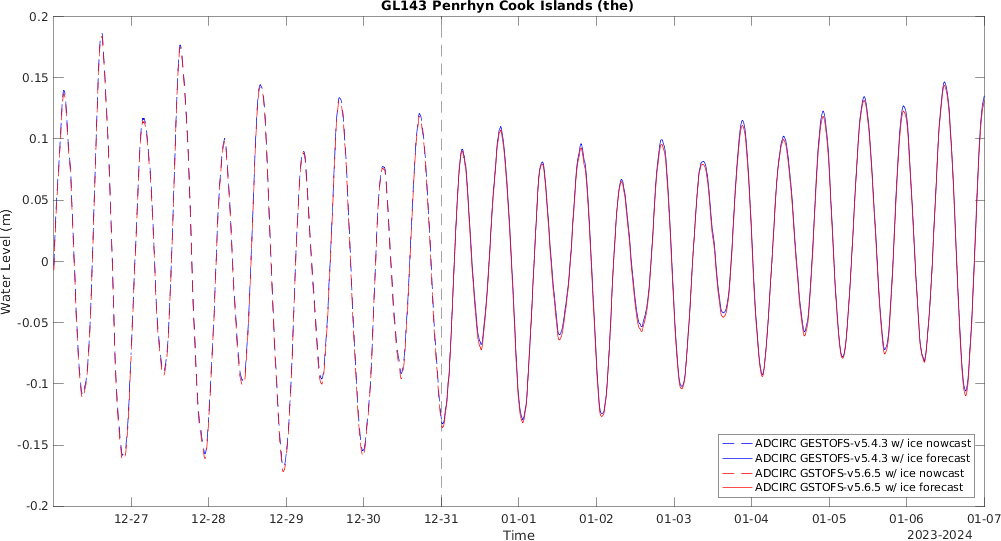 GL143 Penrhyn Cook Islands (the)
0.2
0.15
0.1
0.05
0
-0.05
-0.1
-0.15
-0.2
Water Level (m)
12-27 12-28 12-29 12-30 12-31 01-01 01-02 01-03 01-04 01-05 01-06 01-07
Time
2023-2024
ADCIRC GESTOFS-v5.4.3 w/ ice nowcast
ADCIRC GESTOFS-v5.4.3 w/ ice forecast
ADCIRC GSTOFS-v5.6.5 w/ ice nowcast
ADCIRC GSTOFS-v5.6.5 w/ ice forecast